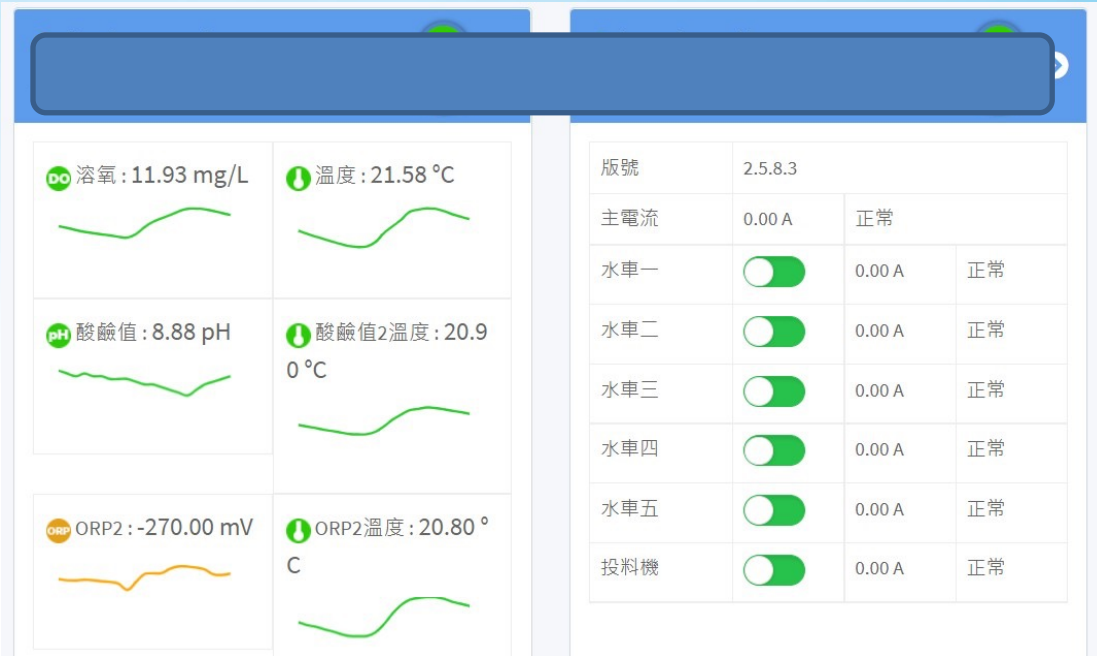 DO 溶氧 : 11.93 mg/L
溫度 : 21.58 °C
pH 酸鹼值 : 8.88 pH
酸鹼值2溫度 : 20.9
0 °C
ORP ORP2 : -270.00 mV
ORP2溫度 : 20.80 °
C
版號 2.5.8.3
主電流 0.00 A 正常
水車一 0.00 A 正常
水車二 0.00 A 正常
水車三 0.00 A 正常
水車四 0.00 A 正常
水車五 0.00 A 正常
投料機 0.00 A 正常